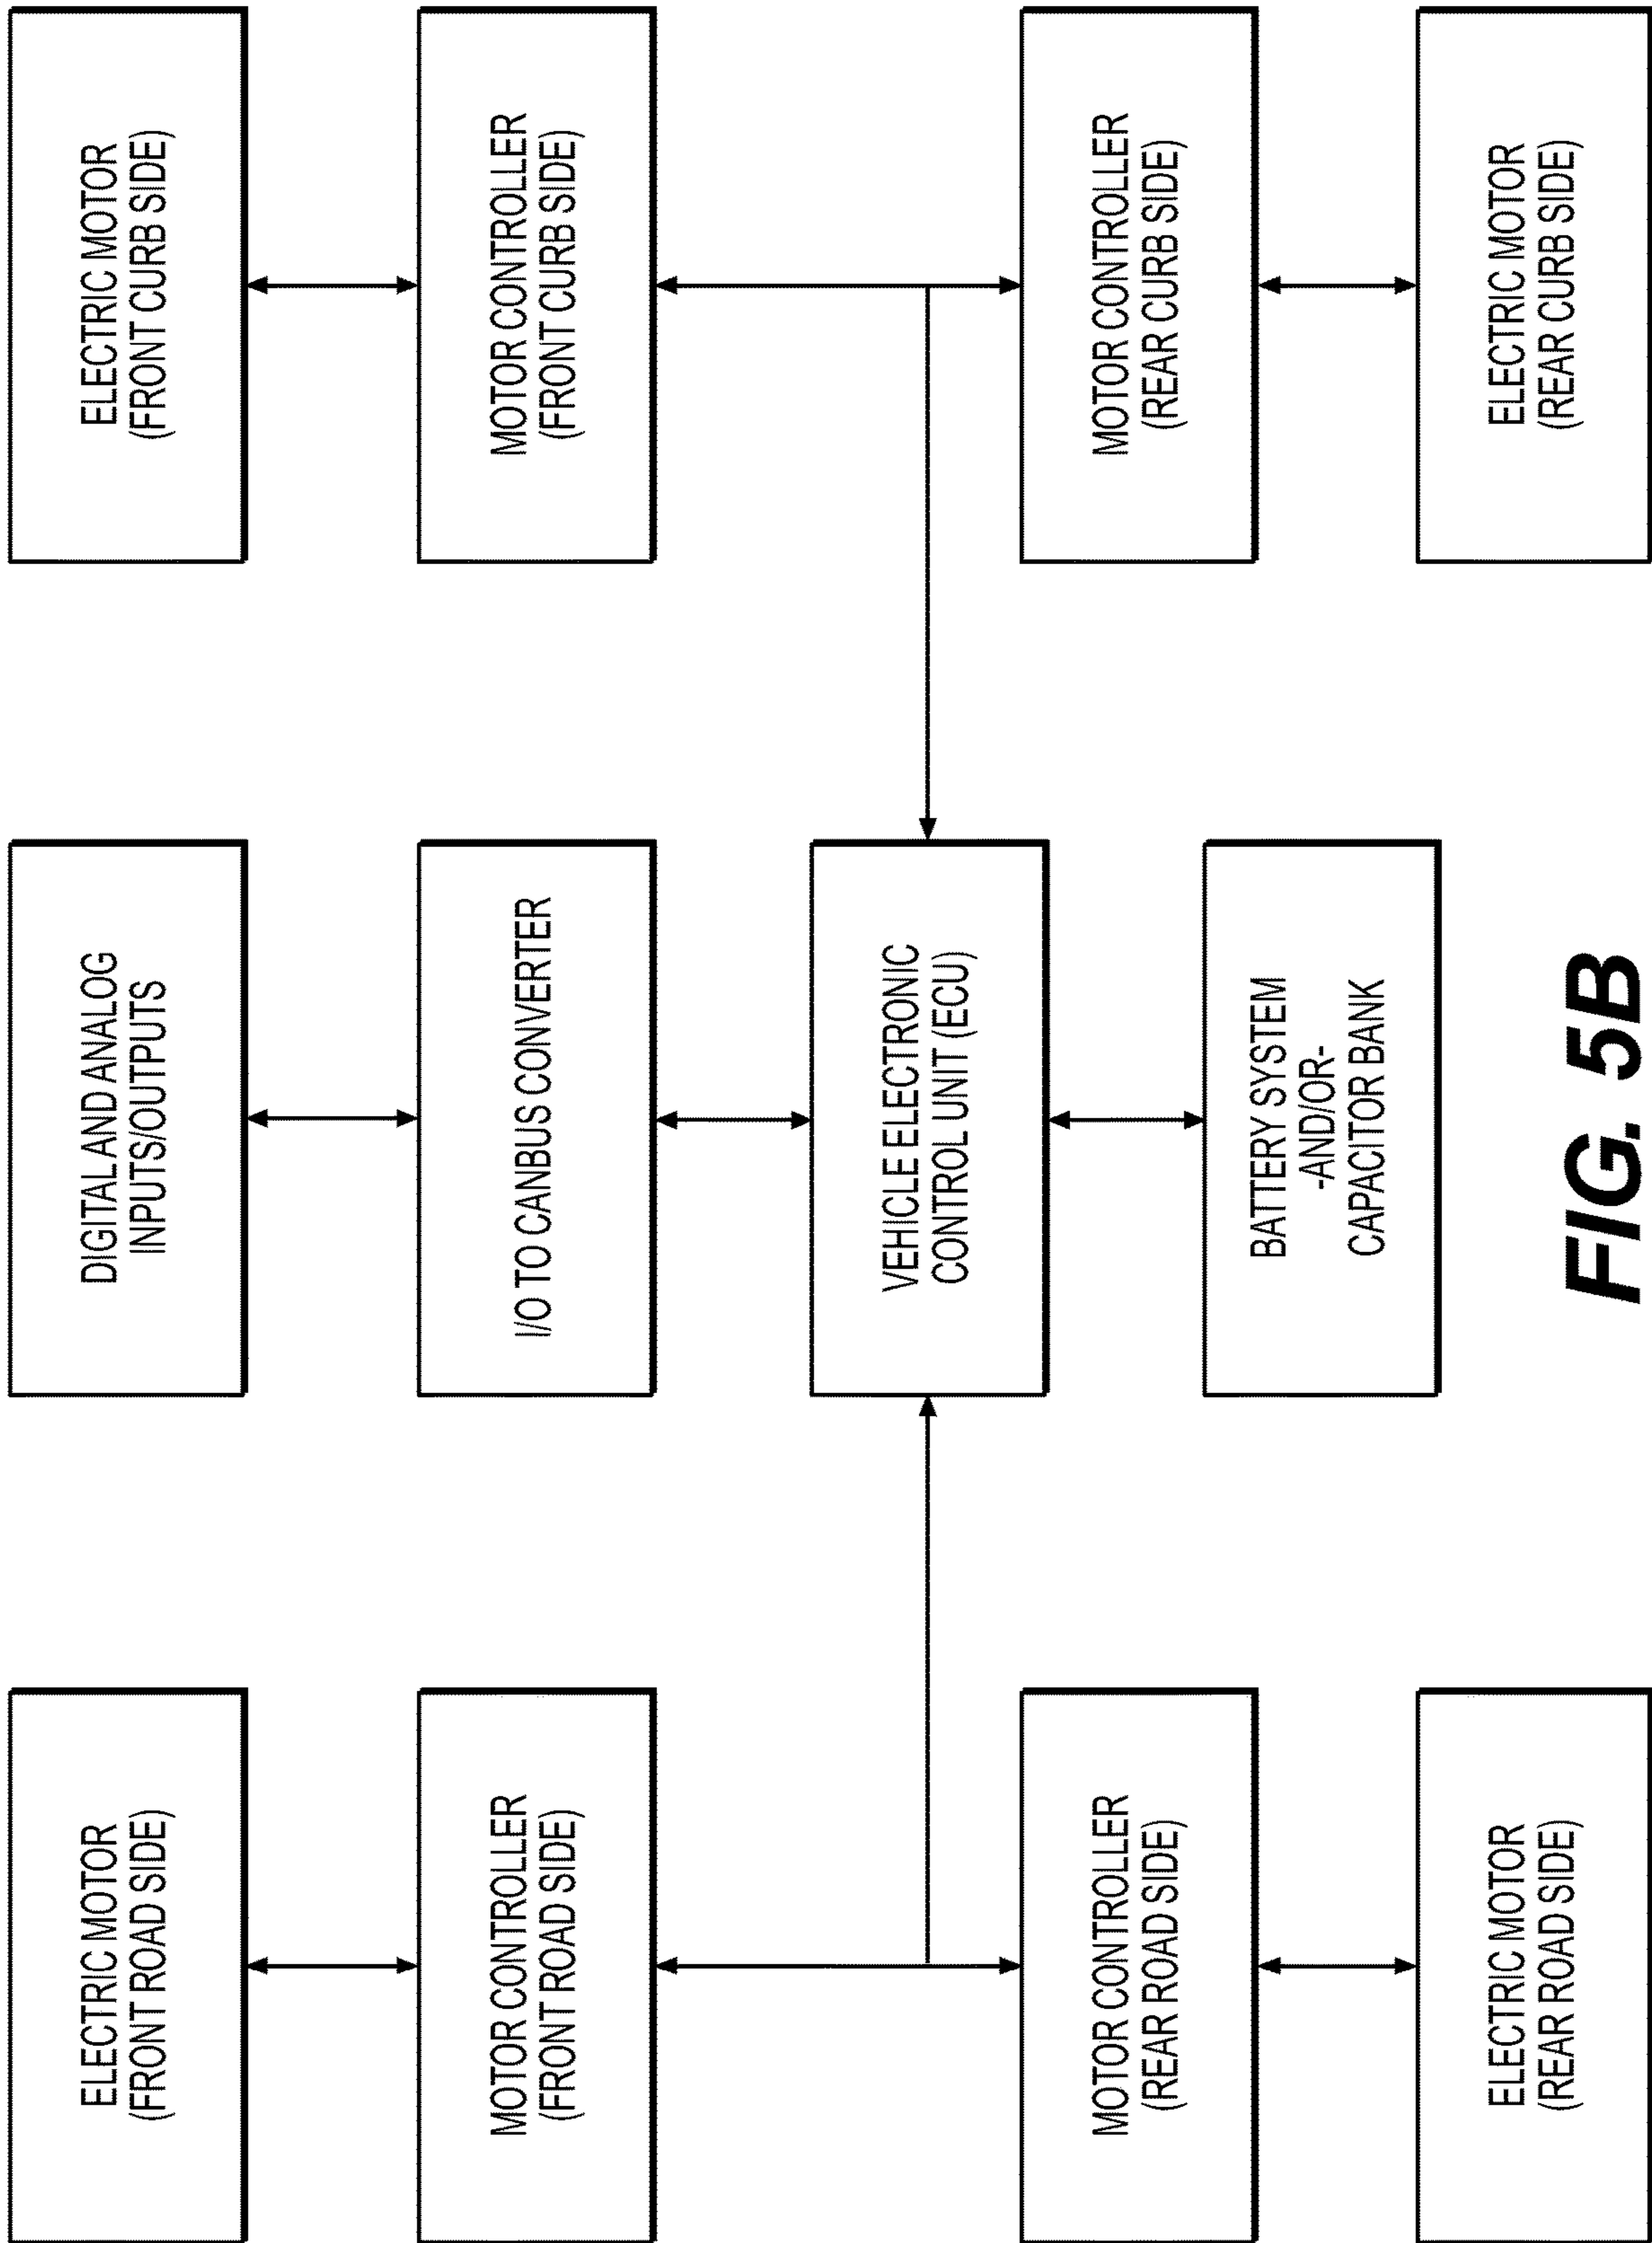 ELECTRIC MOTOR
(FRONT ROAD SIDE)
DIGITAL AND ANALOG
INPUTS/OUTPUTS
ELECTRIC MOTOR
(FRONT CURB SIDE)
MOTOR CONTROLLER
(FRONT ROAD SIDE)
I/O TO CANBUS CONVERTER
MOTOR CONTROLLER
(FRONT CURB SIDE)
VEHICLE ELECTRONIC
CONTROL UNIT (ECU)
MOTOR CONTROLLER
(REAR ROAD SIDE)
BATTERY SYSTEM
-AND/OR-
CAPACITOR BANK
MOTOR CONTROLLER
(REAR CURB SIDE)
ELECTRIC MOTOR
(REAR ROAD SIDE)
ELECTRIC MOTOR
(REAR CURB SIDE)
FIG. 5B